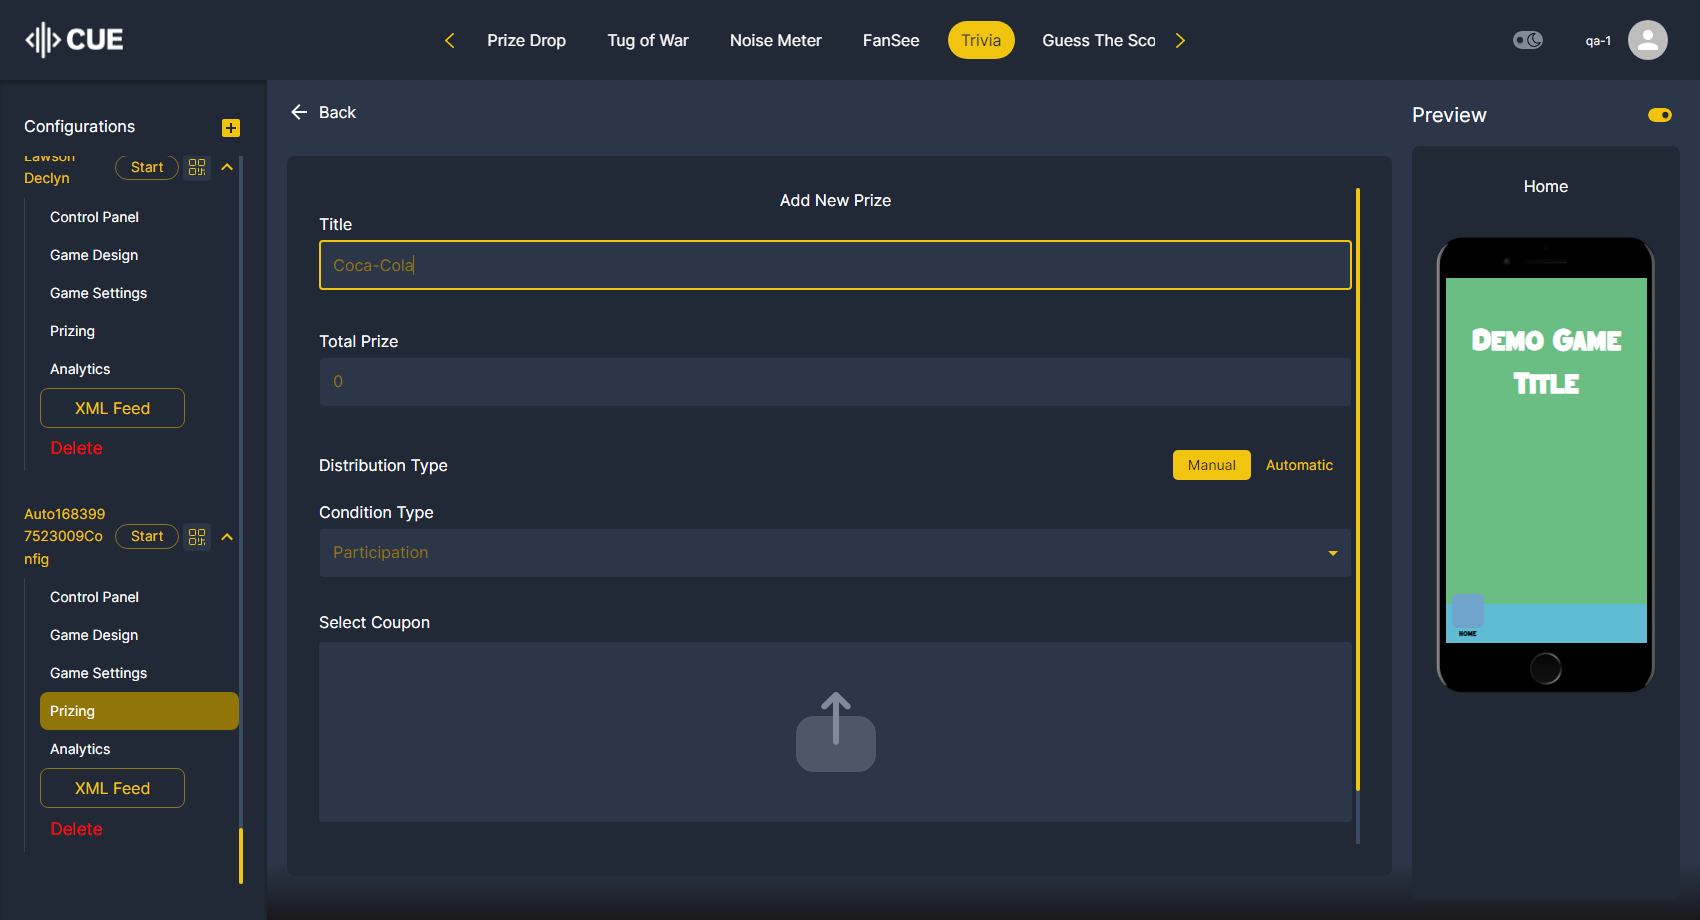 CUE
Prize Drop
Tug of War
Noise Meter
FanSee
Trivia
Guess The Sco
qa-1
Configurations
Lawson
Declyn
Start
Control Panel
Game Design
Game Settings
Prizing
Analytics
XML Feed
Delete
Auto168399
7523009Co
nfig
Start
Control Panel
Game Design
Game Settings
Prizing
Analytics
XML Feed
Delete
Back
Add New Prize
Title
Coca-Cola
Total Prize
0
Distribution Type
Manual
Automatic
Condition Type
Participation
Select Coupon
Preview
Home
Demo Game
Title
HOME